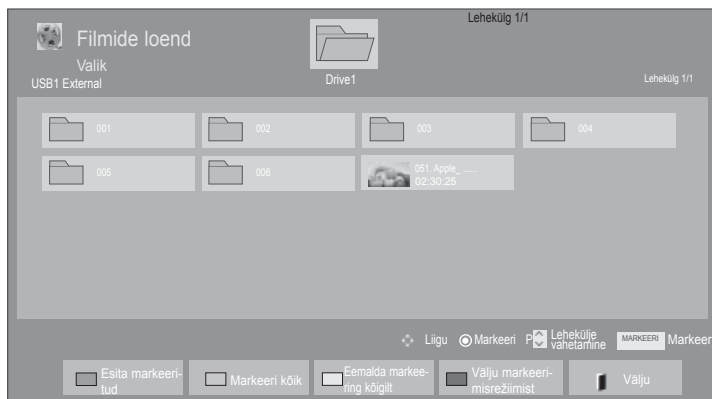 Lehekülg 1/1
Filmide loend
Valik
USB1 External
Drive1
Lehekülg 1/1
001
002
003
004
005
006
051. Apple_ ......
02:30:25
Liigu
Markeeri
P
Lehekülje
vahetamine
MARKEERI
Markeer
Esita markeeri-
tud
Markeeri kõik
Eemalda markee-
ring kõigilt
Välju markeeri-
misrežiimist
Välju